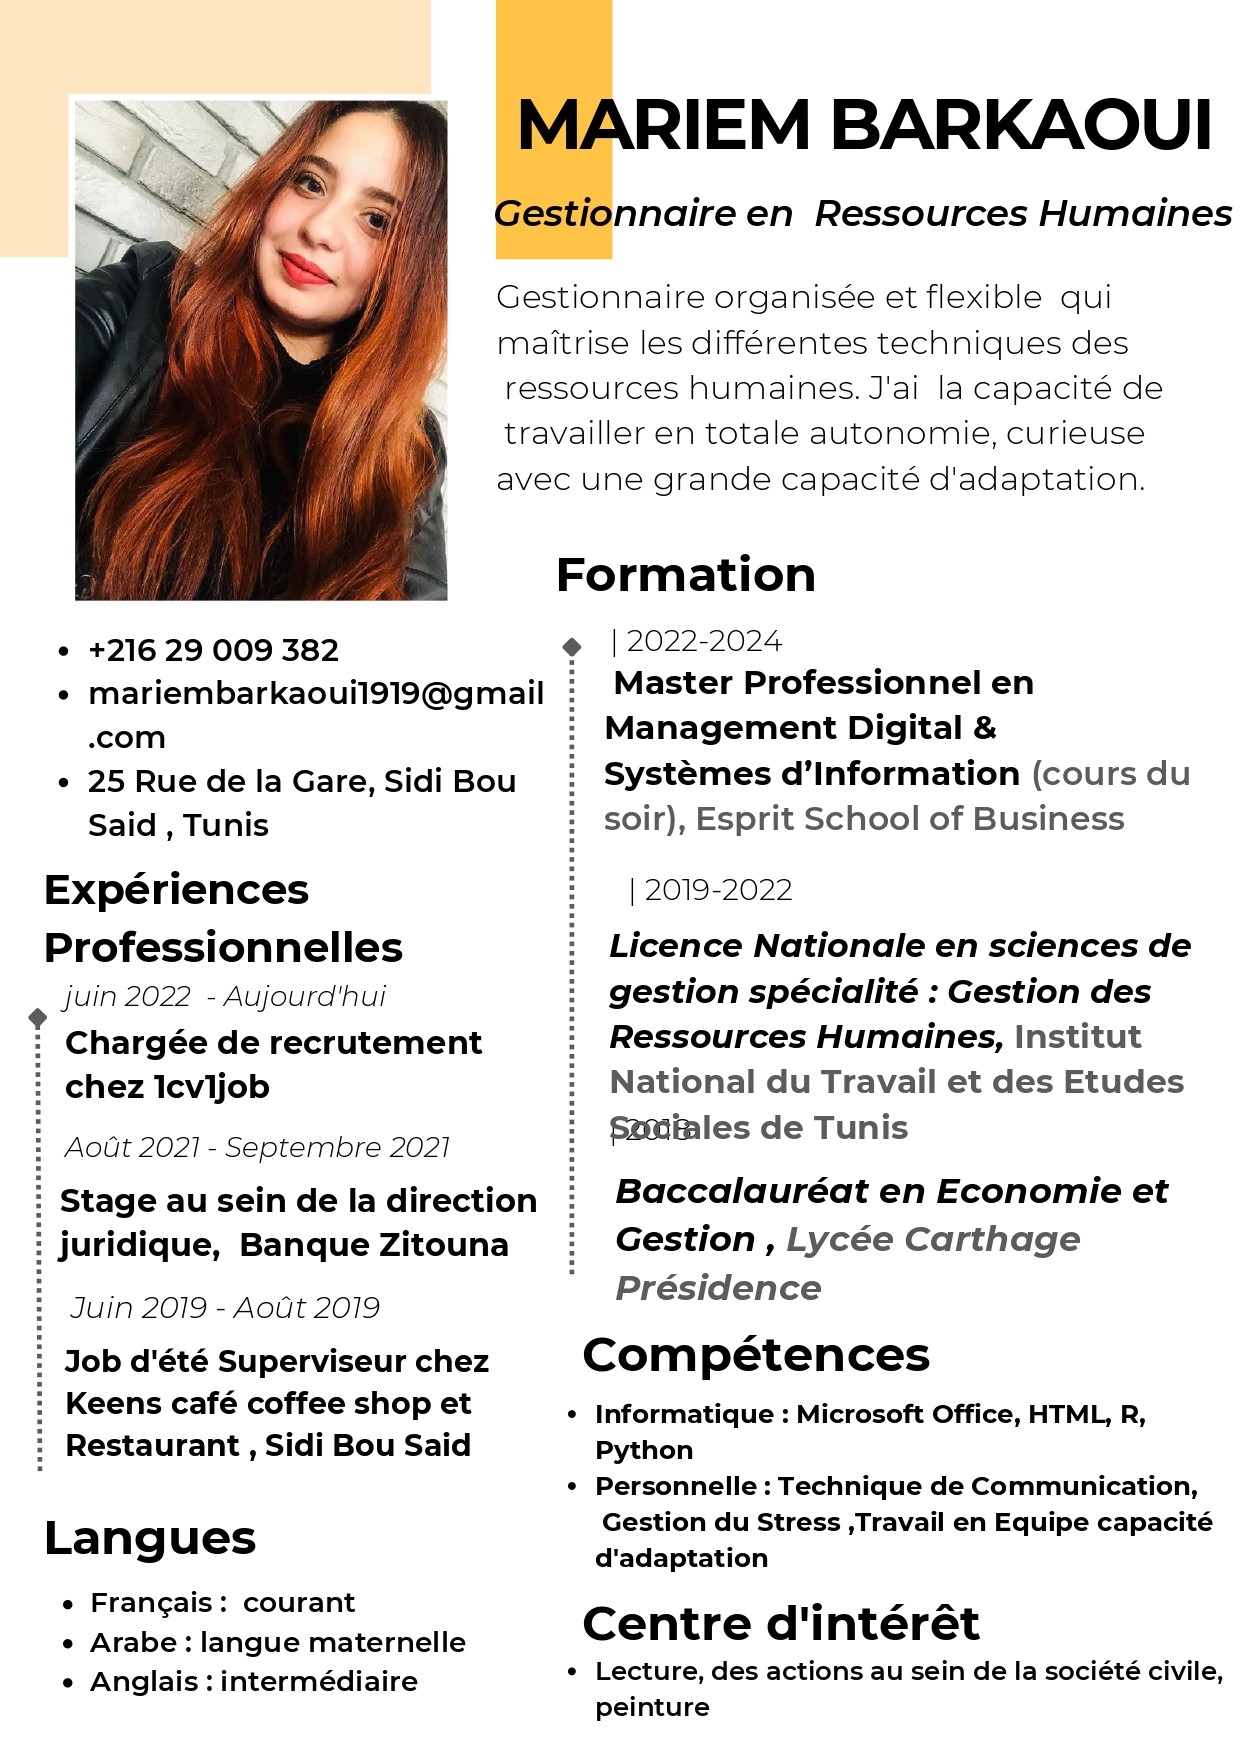 MARIEM BARKAOUI
Gestionnaire en Ressources Humaines
Gestionnaire organisée et flexible qui
maîtrise les différentes techniques des
ressources humaines. J'ai la capacité de
travailler en totale autonomie, curieuse
avec une grande capacité d'adaptation.
+216 29 009 382
mariembarkaoui1919@gmail
.com
25 Rue de la Gare, Sidi Bou
Said , Tunis
Expériences
Professionnelles
juin 2022 - Aujourd'hui
Chargée de recrutement
chez 1cv1job
Août 2021 - Septembre 2021
Stage au sein de la direction
juridique, Banque Zitouna
Juin 2019 - Août 2019
Job d'été Superviseur chez
Keens café coffee shop et
Restaurant , Sidi Bou Said
Langues
Français : courant
Arabe : langue maternelle
Anglais : intermédiaire
Formation
| 2022-2024
Master Professionnel en
Management Digital &
Systèmes d’Information (cours du
soir), Esprit School of Business
| 2019-2022
Licence Nationale en sciences de
gestion spécialité : Gestion des
Ressources Humaines, Institut
National du Travail et des Etudes
Sociales de Tunis
Baccalauréat en Economie et
Gestion , Lycée Carthage
Présidence
Compétences
Informatique : Microsoft Office, HTML, R,
Python
Personnelle : Technique de Communication,
Gestion du Stress ,Travail en Equipe capacité
d'adaptation
Centre d'intérêt
Lecture, des actions au sein de la société civile,
peinture